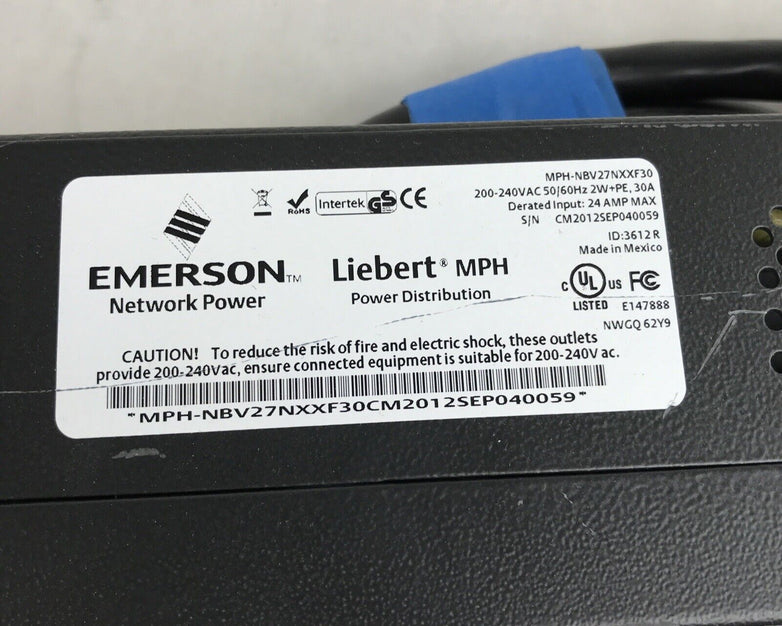 MPH-NBV27NXXF30
200-240VAC 50/60Hz 2W+PE, 30A
Derated Input: 24 AMP MAX
S/N CM2012SEP040059
ID:3612 R
Made in Mexico
RoHS
Intertek GS CE
EMERSON™
Network Power
Liebert® MPH
Power Distribution
c UL us FC
LISTED E147888
NWGQ 62Y9
CAUTION! To reduce the risk of fire and electric shock, these outlets
provide 200-240Vac, ensure connected equipment is suitable for 200-240V ac.
*MPH-NBV27NXXF30CM2012SEP040059*